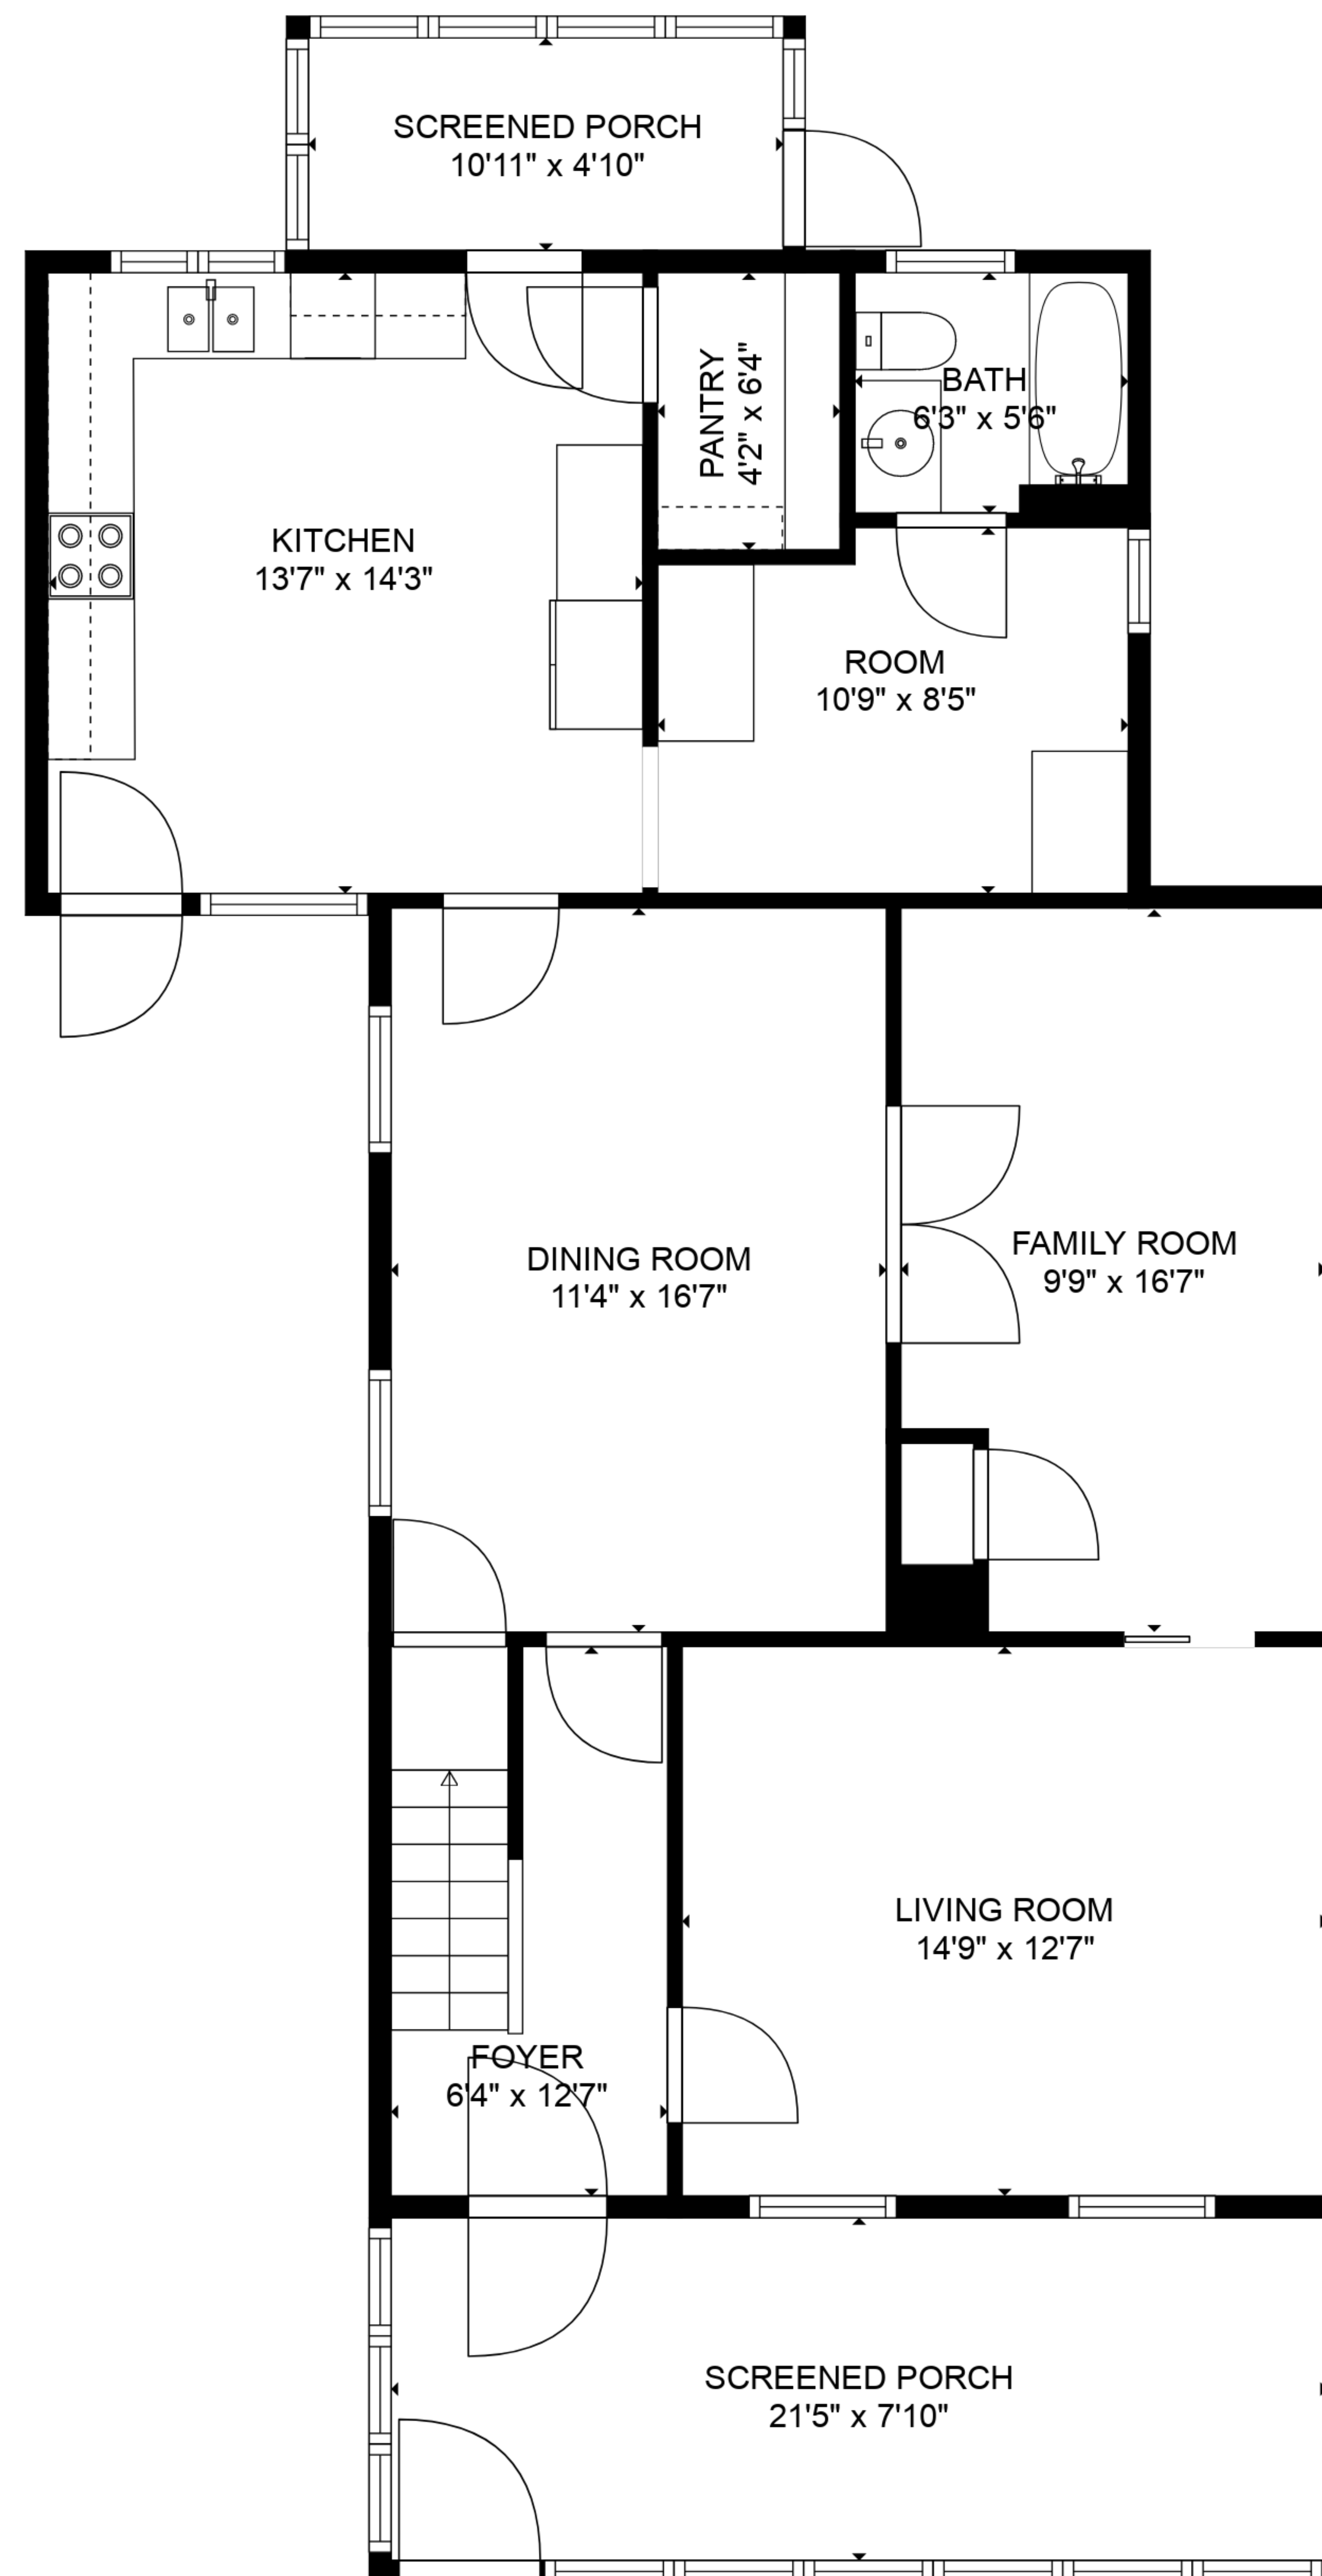 SCREENED PORCH
10'11" x 4'10"
PANTRY
4'2" x 6'4"
BATH
6'3" x 5'6"
KITCHEN
13'7" x 14'3"
ROOM
10'9" x 8'5"
DINING ROOM
11'4" x 16'7"
FAMILY ROOM
9'9" x 16'7"
LIVING ROOM
14'9" x 12'7"
FOYER
6'4" x 12'7"
SCREENED PORCH
21'5" x 7'10"